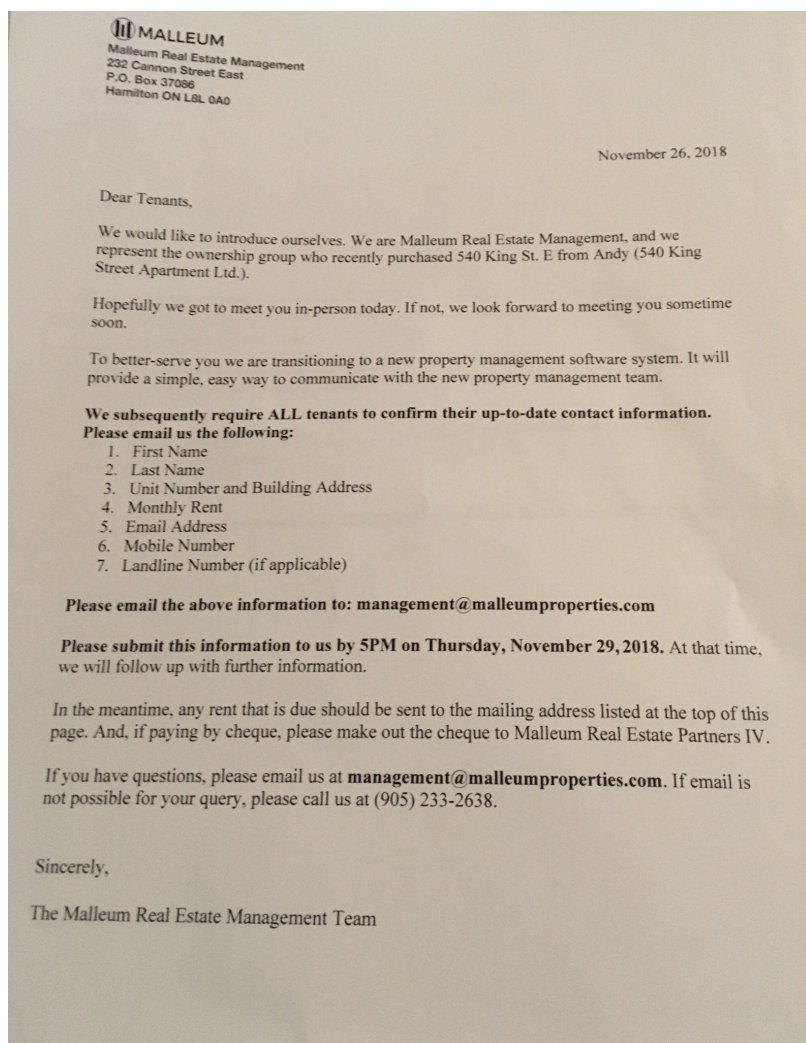 MALLEUM
Malleum Real Estate Management
232 Cannon Street East
P.O. Box 37086
Hamilton ON L8L 0A0
November 26, 2018
Dear Tenants,
We would like to introduce ourselves. We are Malleum Real Estate Management, and we
represent the ownership group who recently purchased 540 King St. E from Andy (540 King
Street Apartment Ltd.).
Hopefully we got to meet you in-person today. If not, we look forward to meeting you sometime
soon.
To better-serve you we are transitioning to a new property management software system. It will
provide a simple, easy way to communicate with the new property management team.
We subsequently require ALL tenants to confirm their up-to-date contact information.
Please email us the following:
1. First Name
2. Last Name
3. Unit Number and Building Address
4. Monthly Rent
5. Email Address
6. Mobile Number
7. Landline Number (if applicable)
Please email the above information to: management@malleumproperties.com
Please submit this information to us by 5PM on Thursday, November 29, 2018. At that time,
we will follow up with further information.
In the meantime, any rent that is due should be sent to the mailing address listed at the top of this
page. And, if paying by cheque, please make out the cheque to Malleum Real Estate Partners IV.
If you have questions, please email us at management@malleumproperties.com. If email is
not possible for your query, please call us at (905) 233-2638.
Sincerely,
The Malleum Real Estate Management Team